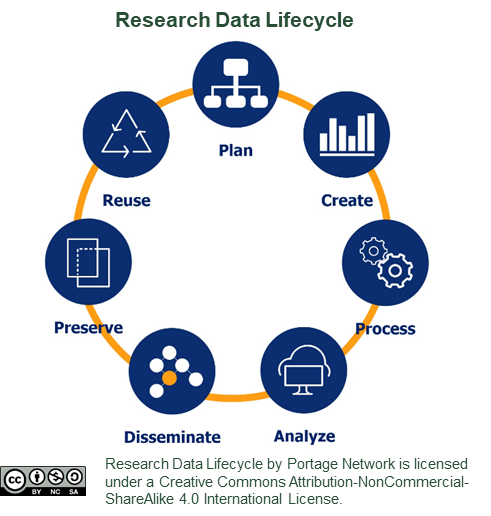 Research Data Lifecycle
Plan
Create
Process
Analyze
Disseminate
Preserve
Reuse
cc
BY NC SA
Research Data Lifecycle by Portage Network is licensed
under a Creative Commons Attribution-NonCommercial-
ShareAlike 4.0 International License.